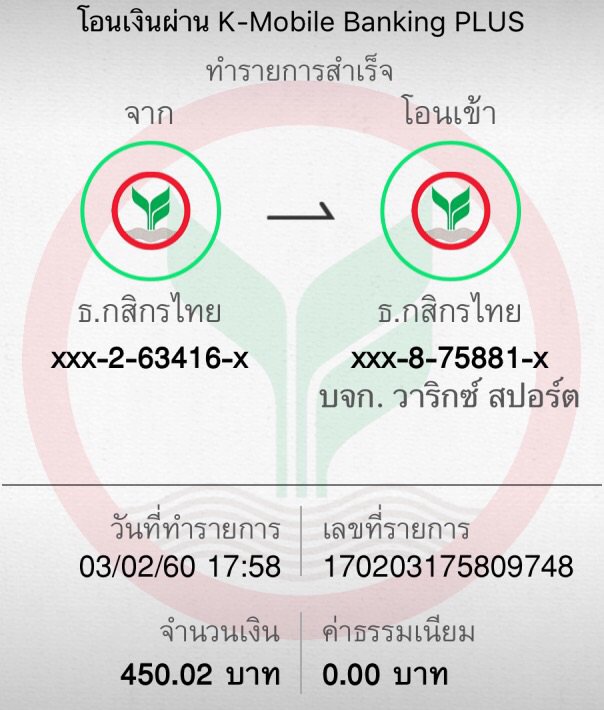 โอนเงินผ่าน K-Mobile Banking PLUS
ทำรายการสำเร็จ
จาก
โอนเข้า
ธ.กสิกรไทย
xxx-2-63416-x
ธ.กสิกรไทย
xxx-8-75881-x
บจก. วาริกซ์ สปอร์ต
วันที่ทำรายการ
03/02/60 17:58
เลขที่รายการ
170203175809748
จำนวนเงิน
450.02 บาท
ค่าธรรมเนียม
0.00 บาท